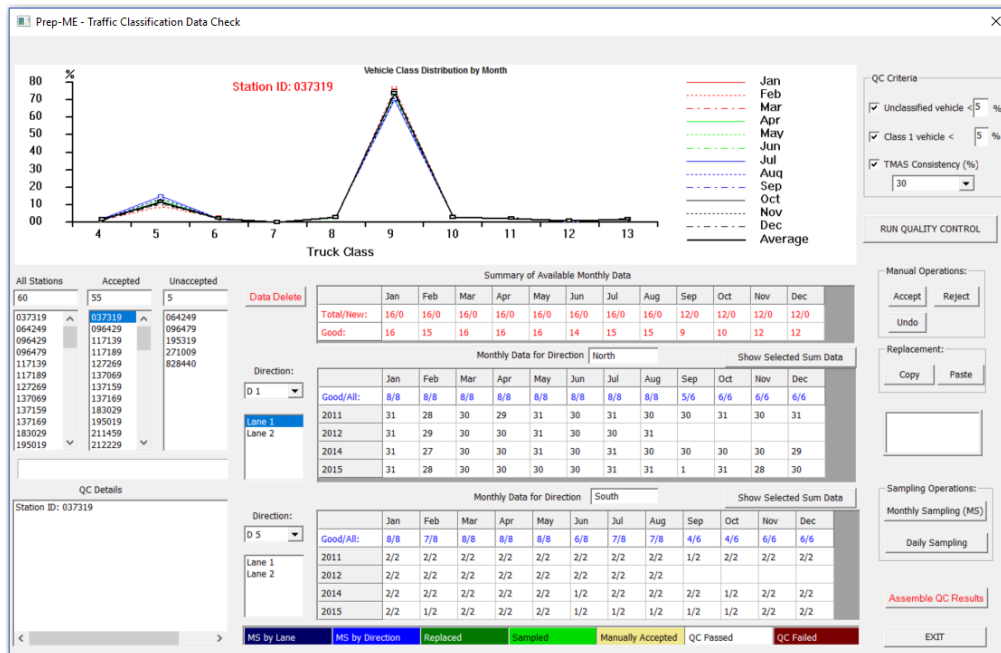 Prep-ME - Traffic Classification Data Check
Vehicle Class Distribution by Month
%
Station ID: 037319
80
70
60
50
40
30
20
10
00
4 5 6 7 8 9 10 11 12 13
Truck Class
Jan
Feb
Mar
Apr
May
Jun
Jul
Aug
Sep
Oct
Nov
Dec
Average
QC Criteria
Unclassified vehicle < 5 %
Class 1 vehicle < 5 %
TMAS Consistency (%)
30
RUN QUALITY CONTROL
All Stations Accepted Unaccepted
60 55 5
037319 037319 064249
064249 096429 096479
096429 117139 195319
096479 117189 271009
117139 127269 828440
117189 137069
127269 137159
137069 137169
137159 183029
137169 195019
183029 211459
195019 212229
QC Details
Station ID: 037319
Summary of Available Monthly Data
Data Delete
Jan Feb Mar Apr May Jun Jul Aug Sep Oct Nov Dec
Total/New: 16/0 16/0 16/0 16/0 16/0 16/0 16/0 16/0 12/0 12/0 12/0 12/0
Good: 16 15 16 16 16 14 15 15 9 10 12 12
Monthly Data for Direction North Show Selected Sum Data
Direction:
D 1
Lane 1
Lane 2
Jan Feb Mar Apr May Jun Jul Aug Sep Oct Nov Dec
Good/All: 8/8 8/8 8/8 8/8 8/8 8/8 8/8 8/8 5/6 6/6 6/6 6/6
2011 31 28 30 29 31 30 31 30 30 31 30 31
2012 31 29 30 30 31 30 30 31
2014 31 27 30 30 31 31 31 30 30 30 30 29
2015 31 28 30 30 30 31 31 31 1 31 28 30
Monthly Data for Direction South Show Selected Sum Data
Direction:
D 5
Lane 1
Lane 2
Jan Feb Mar Apr May Jun Jul Aug Sep Oct Nov Dec
Good/All: 8/8 7/8 8/8 8/8 8/8 6/8 7/8 7/8 4/6 4/6 6/6 6/6
2011 2/2 2/2 2/2 2/2 2/2 2/2 2/2 2/2 1/2 2/2 2/2 2/2
2012 2/2 2/2 2/2 2/2 2/2 2/2 2/2 2/2
2014 2/2 2/2 2/2 2/2 2/2 1/2 2/2 2/2 2/2 1/2 2/2 2/2
2015 2/2 1/2 2/2 2/2 2/2 1/2 1/2 1/2 1/2 1/2 2/2 2/2
MS by Lane MS by Direction Replaced Sampled Manually Accepted QC Passed QC Failed
Manual Operations:
Accept Reject
Undo
Replacement:
Copy Paste
Sampling Operations:
Monthly Sampling (MS)
Daily Sampling
Assemble QC Results
EXIT